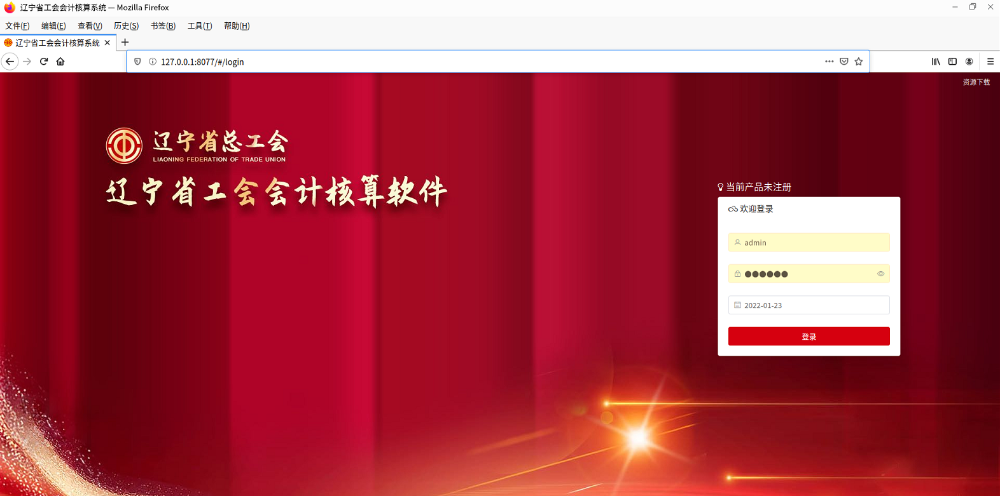 辽宁省工会会计核算系统 — Mozilla Firefox
文件(F) 编辑(E) 查看(V) 历史(S) 书签(B) 工具(T) 帮助(H)
辽宁省工会会计核算系统
127.0.0.1:8077/#/login
资源下载
辽宁省总工会
LIAONING FEDERATION OF TRADE UNION
辽宁省工会会计核算软件
当前产品未注册
欢迎登录
admin
2022-01-23
登录